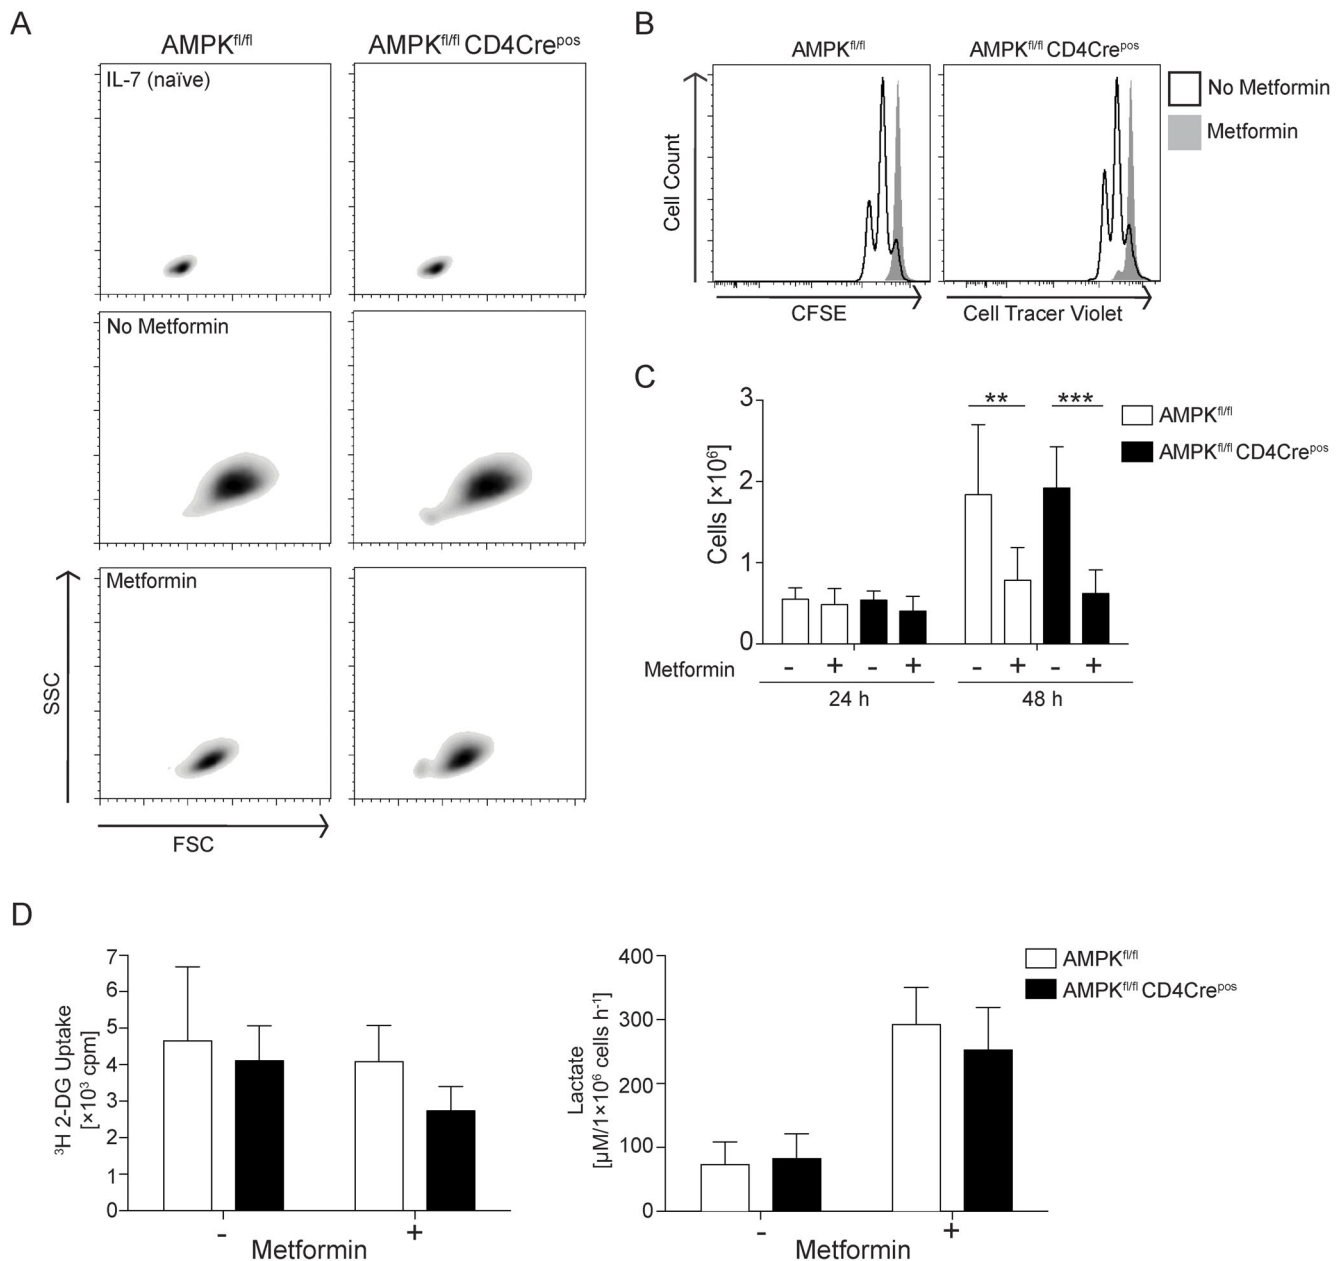 A
AMPKfl/fl
AMPKfl/fl CD4Crepos
IL-7 (naïve)
No Metformin
Metformin
SSC
FSC
B
AMPKfl/fl
AMPKfl/fl CD4Crepos
Cell Count
CFSE
Cell Tracer Violet
No Metformin
Metformin
C
Cells [×10⁶]
3
2
1
0
** ***
AMPKfl/fl
AMPKfl/fl CD4Crepos
Metformin - + - + - + - +
24 h 48 h
D
³H 2-DG Uptake
[×10³ cpm]
7
6
5
4
3
2
1
0
- +
Metformin
Lactate
[µM/1×10⁶ cells h⁻¹]
400
300
200
100
0
- +
Metformin
AMPKfl/fl
AMPKfl/fl CD4Crepos